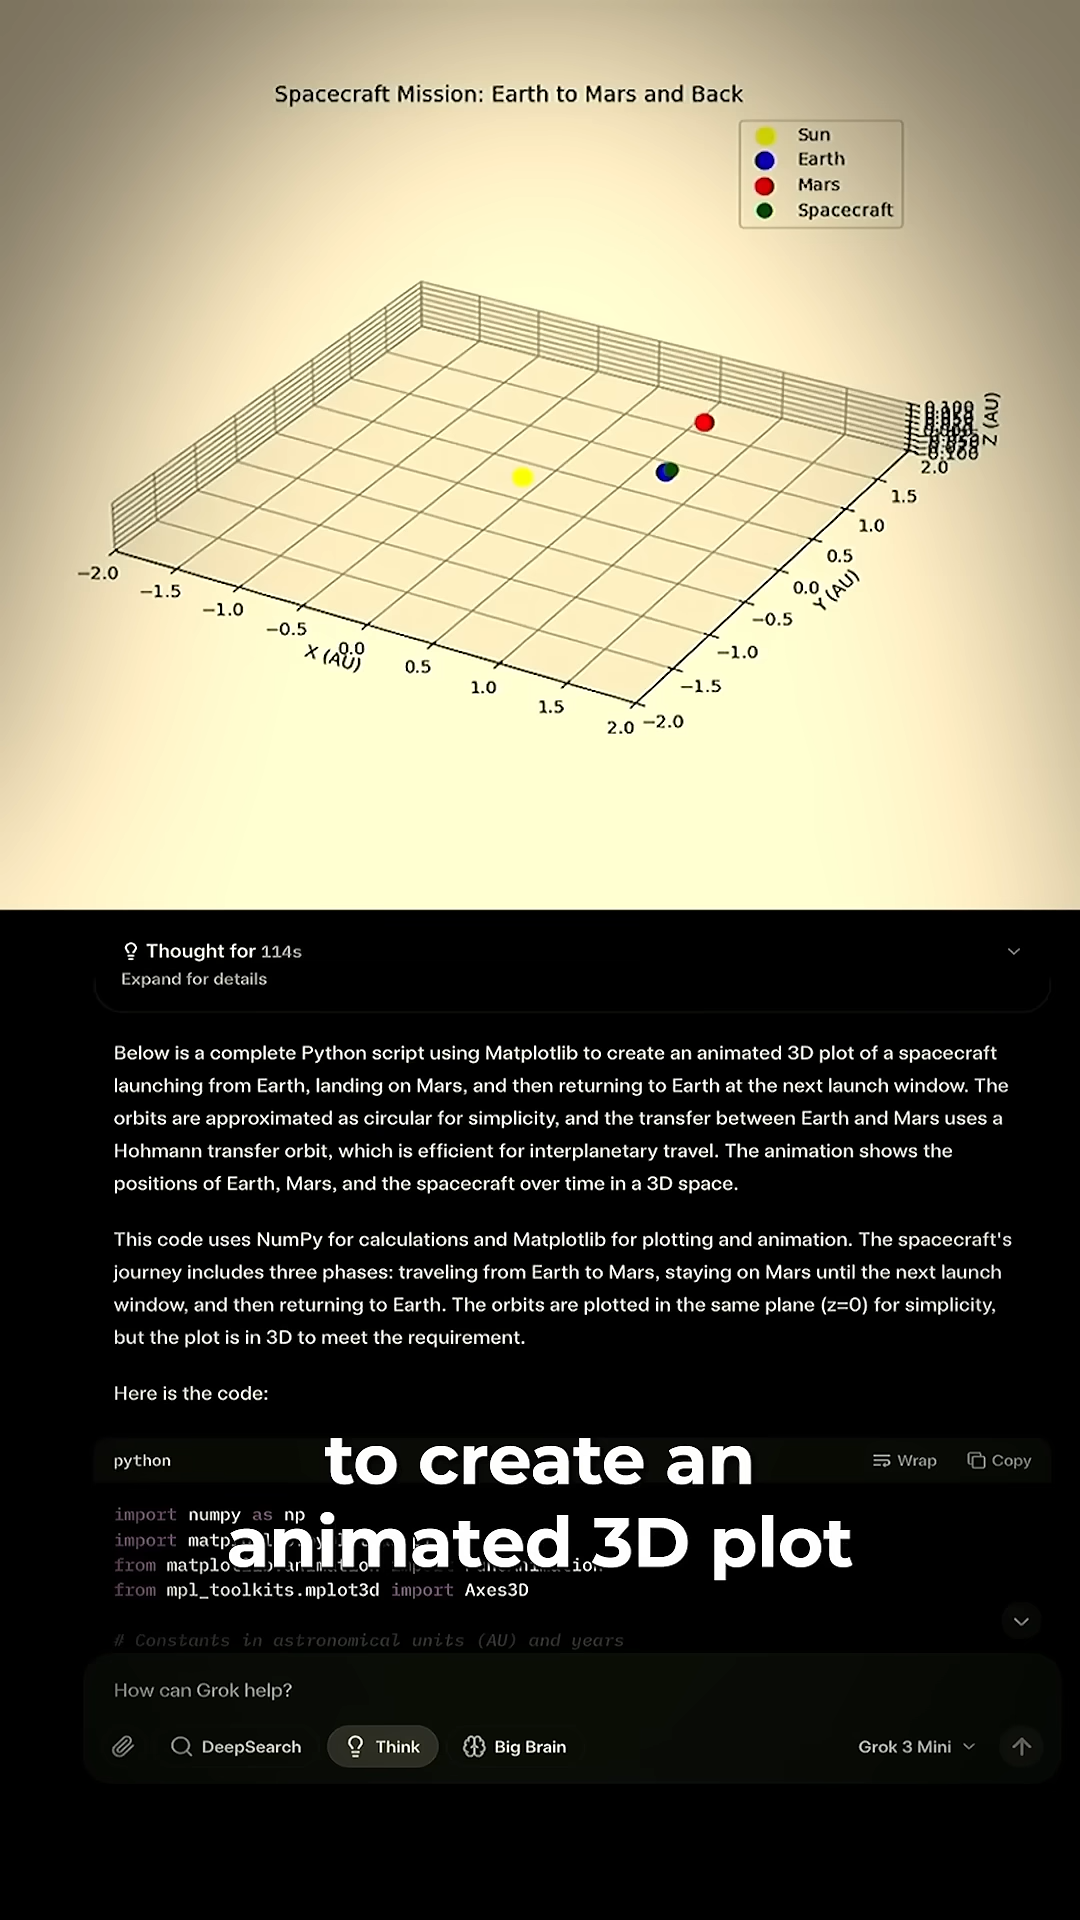 Spacecraft Mission: Earth to Mars and Back
Sun
Earth
Mars
Spacecraft
0.100
-0.100
Z (AU)
−2.0
−1.5
−1.0
−0.5
0.0
0.5
1.0
1.5
2.0
X (AU)
−2.0
−1.5
−1.0
−0.5
0.0
0.5
1.0
1.5
2.0
Y (AU)
Thought for 114s
Expand for details
Below is a complete Python script using Matplotlib to create an animated 3D plot of a spacecraft
launching from Earth, landing on Mars, and then returning to Earth at the next launch window. The
orbits are approximated as circular for simplicity, and the transfer between Earth and Mars uses a
Hohmann transfer orbit, which is efficient for interplanetary travel. The animation shows the
positions of Earth, Mars, and the spacecraft over time in a 3D space.
This code uses NumPy for calculations and Matplotlib for plotting and animation. The spacecraft's
journey includes three phases: traveling from Earth to Mars, staying on Mars until the next launch
window, and then returning to Earth. The orbits are plotted in the same plane (z=0) for simplicity,
but the plot is in 3D to meet the requirement.
Here is the code:
python
Wrap
Copy
to create an
animated 3D plot
import numpy as np
import
from
from mpl_toolkits.mplot3d import Axes3D
# Constants in astronomical units (AU) and years
How can Grok help?
DeepSearch
Think
Big Brain
Grok 3 Mini